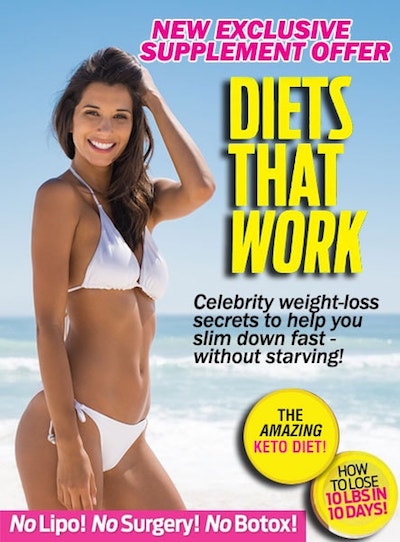 NEW EXCLUSIVE
SUPPLEMENT OFFER
DIETS
THAT
WORK
Celebrity weight-loss
secrets to help you
slim down fast -
without starving!
THE
AMAZING
KETO DIET!
HOW
TO LOSE
10 LBS IN
10 DAYS!
No Lipo! No Surgery! No Botox!